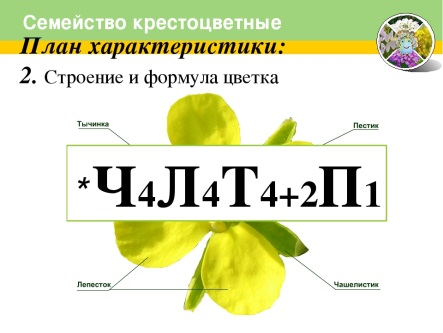 Семейство крестоцветные
План характеристики:
2. Строение и формула цветка
Тычинка
Пестик
*Ч4Л4Т4+2П1
Лепесток
Чашелистик